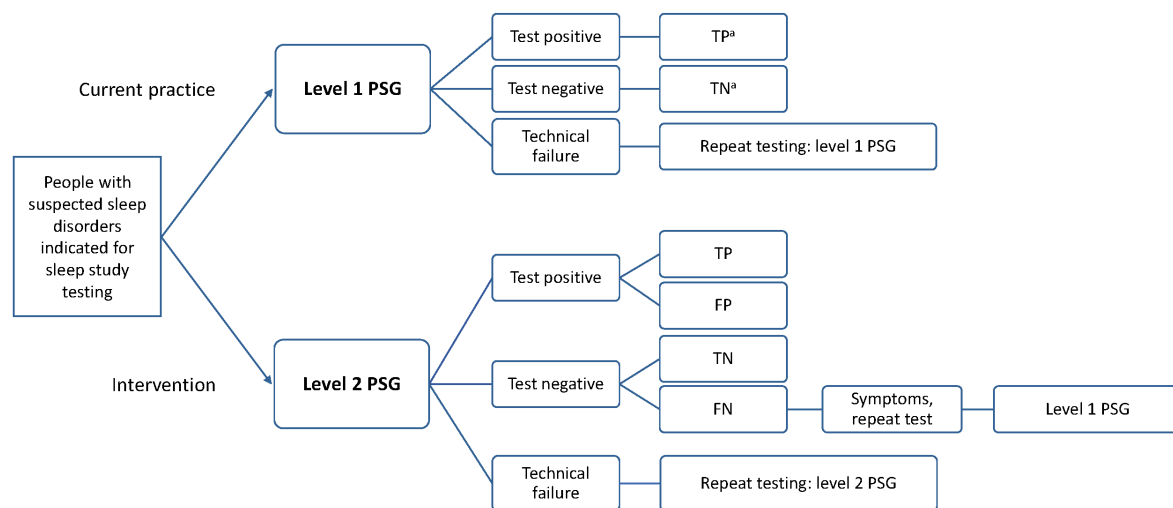 Current practice
Level 1 PSG
Test positive
TPᵃ
Test negative
TNᵃ
Technical
failure
Repeat testing: level 1 PSG
People with
suspected sleep
disorders
indicated for
sleep study
testing
Intervention
Level 2 PSG
Test positive
TP
FP
Test negative
TN
FN
Symptoms,
repeat test
Level 1 PSG
Technical
failure
Repeat testing: level 2 PSG